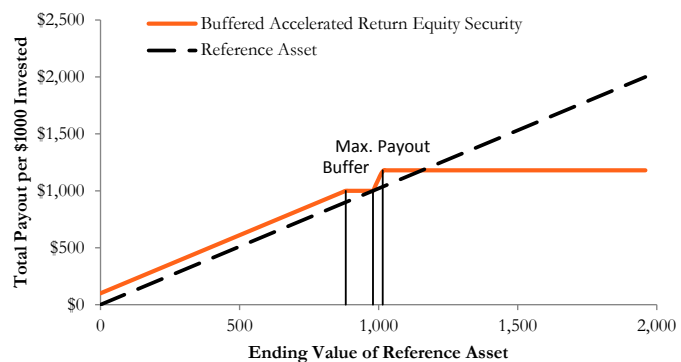 $2,500
Buffered Accelerated Return Equity Security
Reference Asset
$2,000
$1,500
Max. Payout
Buffer
$1,000
$500
$0
0
500
1,000
1,500
2,000
Total Payout per $1000 Invested
Ending Value of Reference Asset